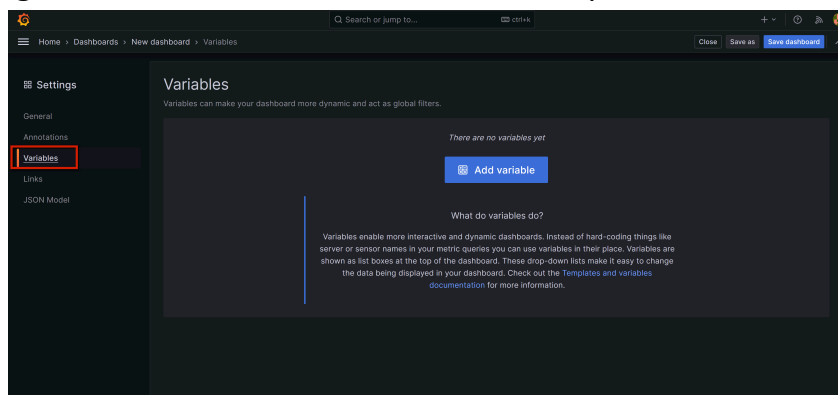 Search or jump to... ctrl+k
Home › Dashboards › New dashboard › Variables Close Save as Save dashboard
Settings
General
Annotations
Variables
Links
JSON Model
Variables
Variables can make your dashboard more dynamic and act as global filters.
There are no variables yet
Add variable
What do variables do?
Variables enable more interactive and dynamic dashboards. Instead of hard-coding things like
server or sensor names in your metric queries you can use variables in their place. Variables are
shown as list boxes at the top of the dashboard. These drop-down lists make it easy to change
the data being displayed in your dashboard. Check out the Templates and variables
documentation for more information.